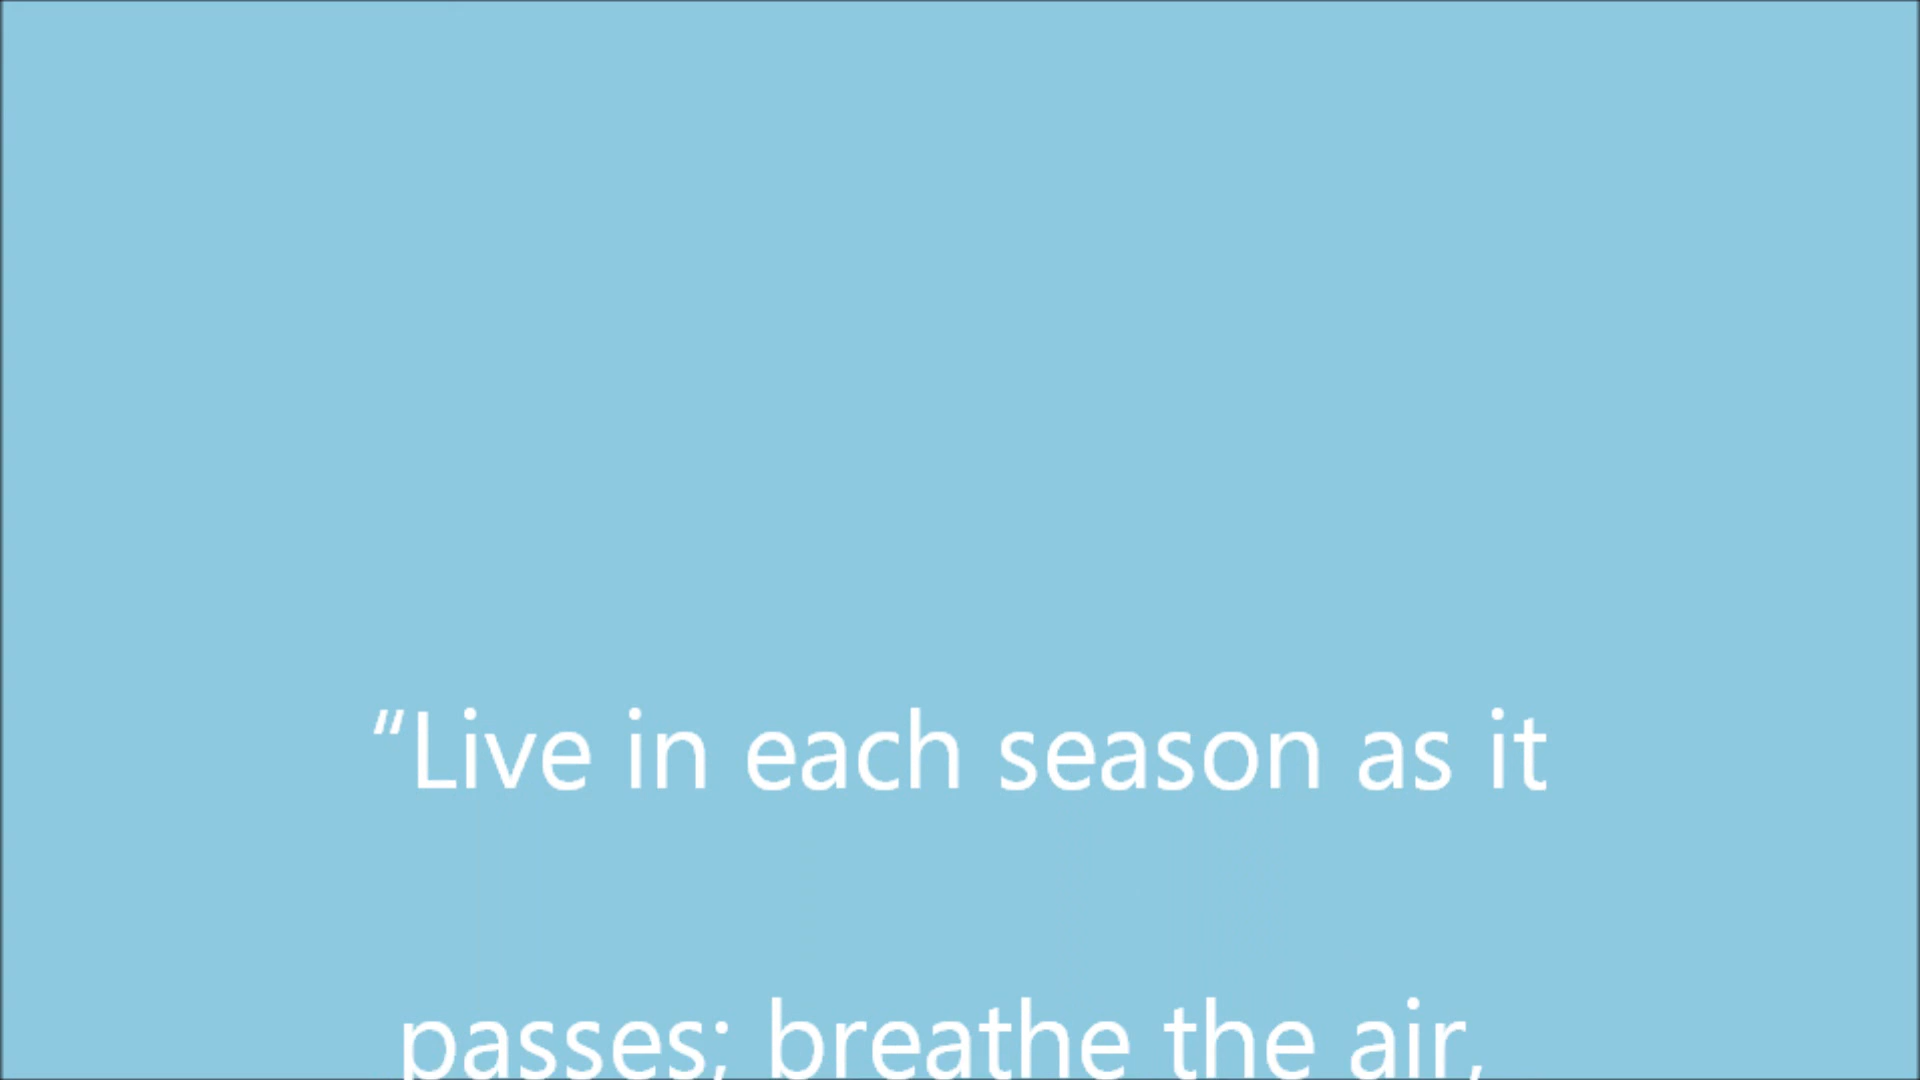 “Live in each season as it
passes; breathe the air,